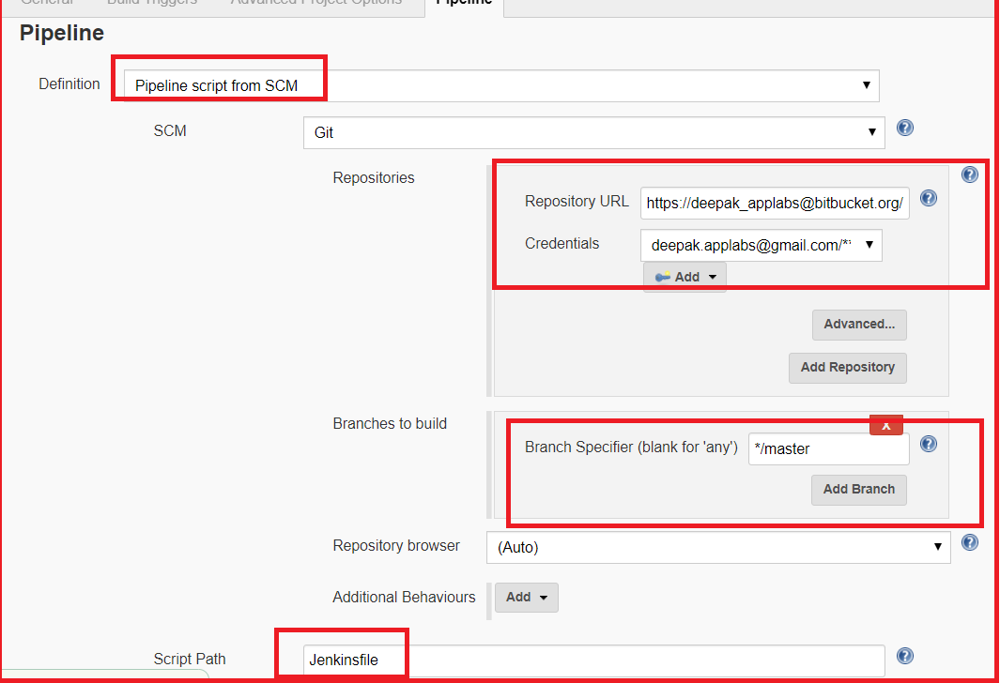 General Build Triggers Advanced Project Options Pipeline
Pipeline
Definition Pipeline script from SCM
SCM Git
Repositories
Repository URL https://deepak_applabs@bitbucket.org/
Credentials deepak.applabs@gmail.com/**
Add
Advanced...
Add Repository
Branches to build
X
Branch Specifier (blank for 'any') */master
Add Branch
Repository browser (Auto)
Additional Behaviours Add
Script Path Jenkinsfile